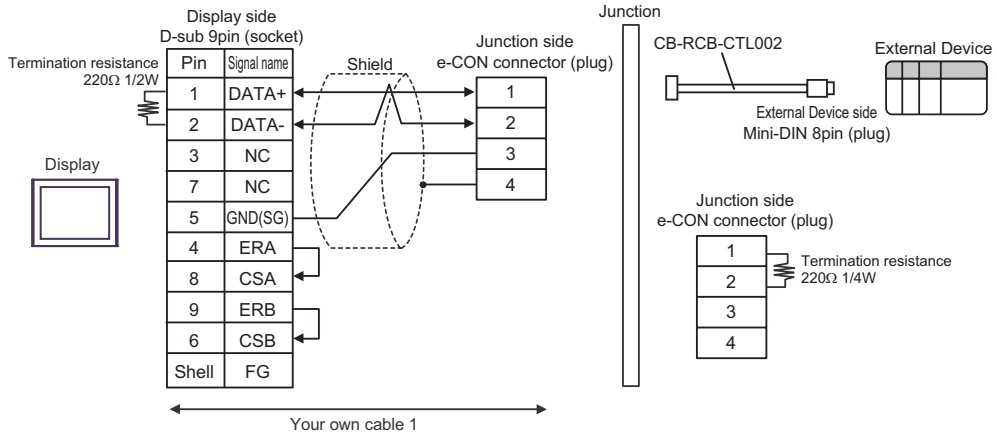 Display side
D-sub 9pin (socket)
Termination resistance
220Ω 1/2W
Pin Signal name
1 DATA+
2 DATA-
3 NC
7 NC
5 GND(SG)
4 ERA
8 CSA
9 ERB
6 CSB
Shell FG
Display
Shield
Junction side
e-CON connector (plug)
1
2
3
4
Your own cable 1
Junction
CB-RCB-CTL002
External Device
External Device side
Mini-DIN 8pin (plug)
Junction side
e-CON connector (plug)
1
2
3
4
Termination resistance
220Ω 1/4W